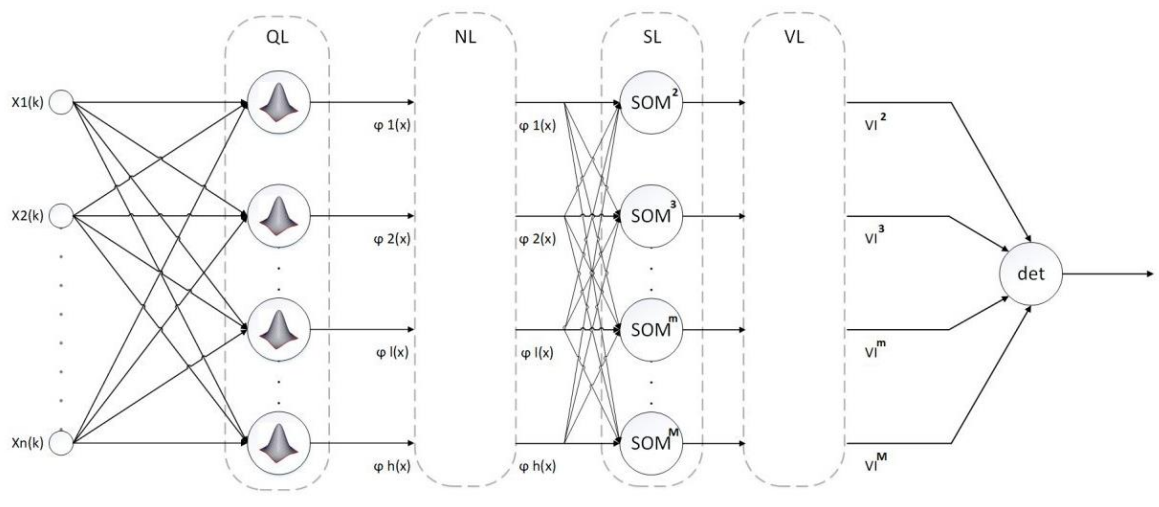 QL NL SL VL
X1(k) SOM²
φ 1(x) φ 1(x) VI²
X2(k) SOM³
φ 2(x) φ 2(x) VI³
det
SOMᵐ
φ l(x) φ l(x) VIᵐ
Xn(k) SOMᴹ
φ h(x) φ h(x) VIᴹ